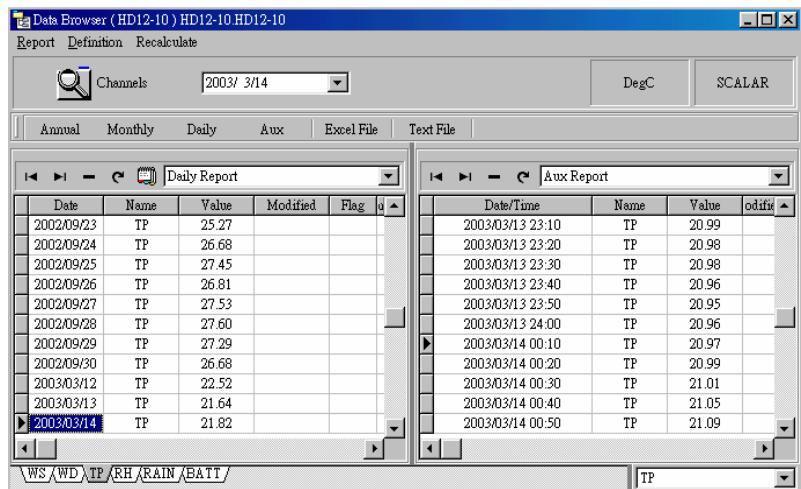 Data Browser ( HD12-10 ) HD12-10.HD12-10
Report Definition Recalculate
Channels 2003/ 3/14 DegC SCALAR
Annual Monthly Daily Aux Excel File Text File
Daily Report Aux Report
Date Name Value Modified Flag Date/Time Name Value odifie
2002/09/23 TP 25.27 2003/03/13 23:10 TP 20.99
2002/09/24 TP 26.68 2003/03/13 23:20 TP 20.98
2002/09/25 TP 27.45 2003/03/13 23:30 TP 20.98
2002/09/26 TP 26.81 2003/03/13 23:40 TP 20.96
2002/09/27 TP 27.53 2003/03/13 23:50 TP 20.95
2002/09/28 TP 27.60 2003/03/13 24:00 TP 20.96
2002/09/29 TP 27.29 2003/03/14 00:10 TP 20.97
2002/09/30 TP 26.68 2003/03/14 00:20 TP 20.99
2003/03/12 TP 22.52 2003/03/14 00:30 TP 21.01
2003/03/13 TP 21.64 2003/03/14 00:40 TP 21.05
2003/03/14 TP 21.82 2003/03/14 00:50 TP 21.09
WS WD TP RH RAIN BATT TP